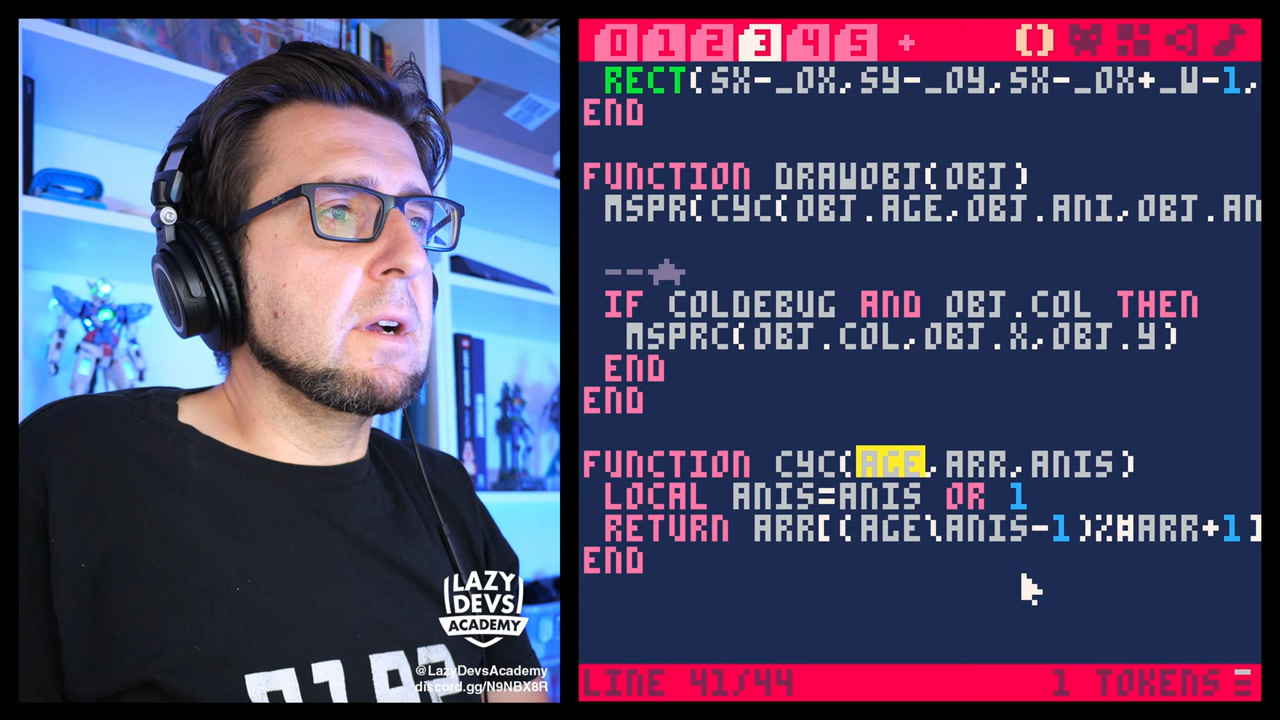 0 1 2 3 4 5 +
RECT(SX-_OX,SY-_OY,SX-_OX+_W-1,
END
FUNCTION DRAWOBJ(OBJ)
MSPR(CYC(OBJ.AGE,OBJ.ANI,OBJ.AN
--
IF COLDEBUG AND OBJ.COL THEN
MSPRC(OBJ.COL,OBJ.X,OBJ.Y)
END
END
FUNCTION CYC(AGE,ARR,ANIS)
LOCAL ANIS=ANIS OR 1
RETURN ARR[(AGE\ANIS-1)%#ARR+1]
END
LINE 41/44 1 TOKENS
LAZY
DEVS
ACADEMY
@LazyDevsAcademy
discord.gg/N9NBX8R